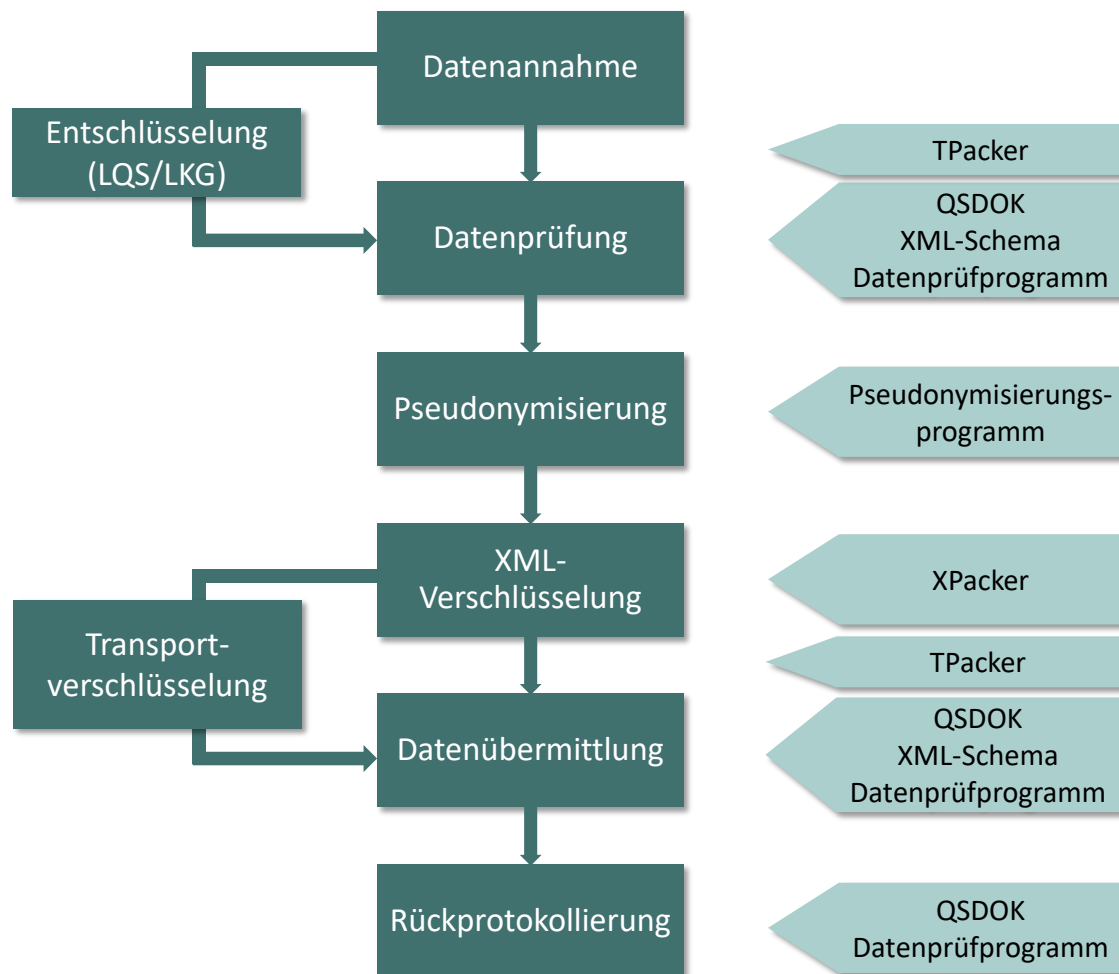 Datenannahme
Entschlüsselung
(LQS/LKG)
TPacker
Datenprüfung
QSDOK
XML-Schema
Datenprüfprogramm
Pseudonymisierung
Pseudonymisierungs-
programm
XML-
Verschlüsselung
XPacker
Transport-
verschlüsselung
TPacker
Datenübermittlung
QSDOK
XML-Schema
Datenprüfprogramm
Rückprotokollierung
QSDOK
Datenprüfprogramm